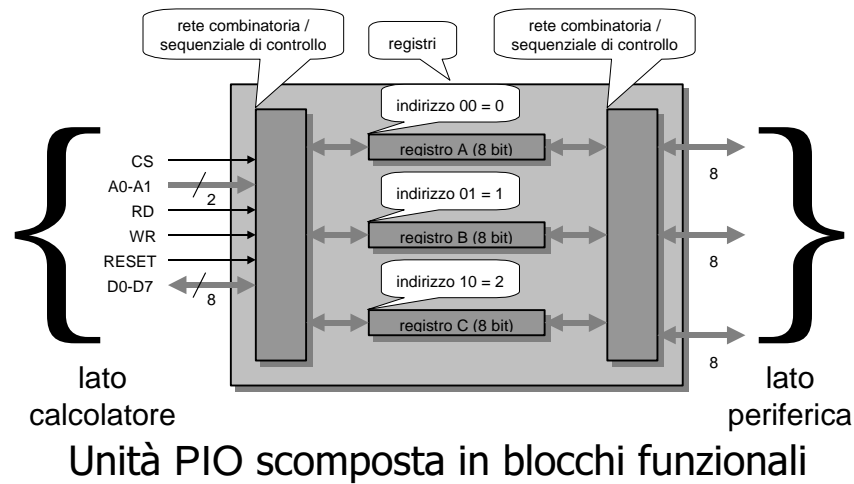 rete combinatoria /
sequenziale di controllo
registri
rete combinatoria /
sequenziale di controllo
indirizzo 00 = 0
registro A (8 bit)
indirizzo 01 = 1
registro B (8 bit)
indirizzo 10 = 2
registro C (8 bit)
CS
A0-A1
2
RD
WR
RESET
D0-D7
8
8
8
8
lato
calcolatore
lato
periferica
Unità PIO scomposta in blocchi funzionali